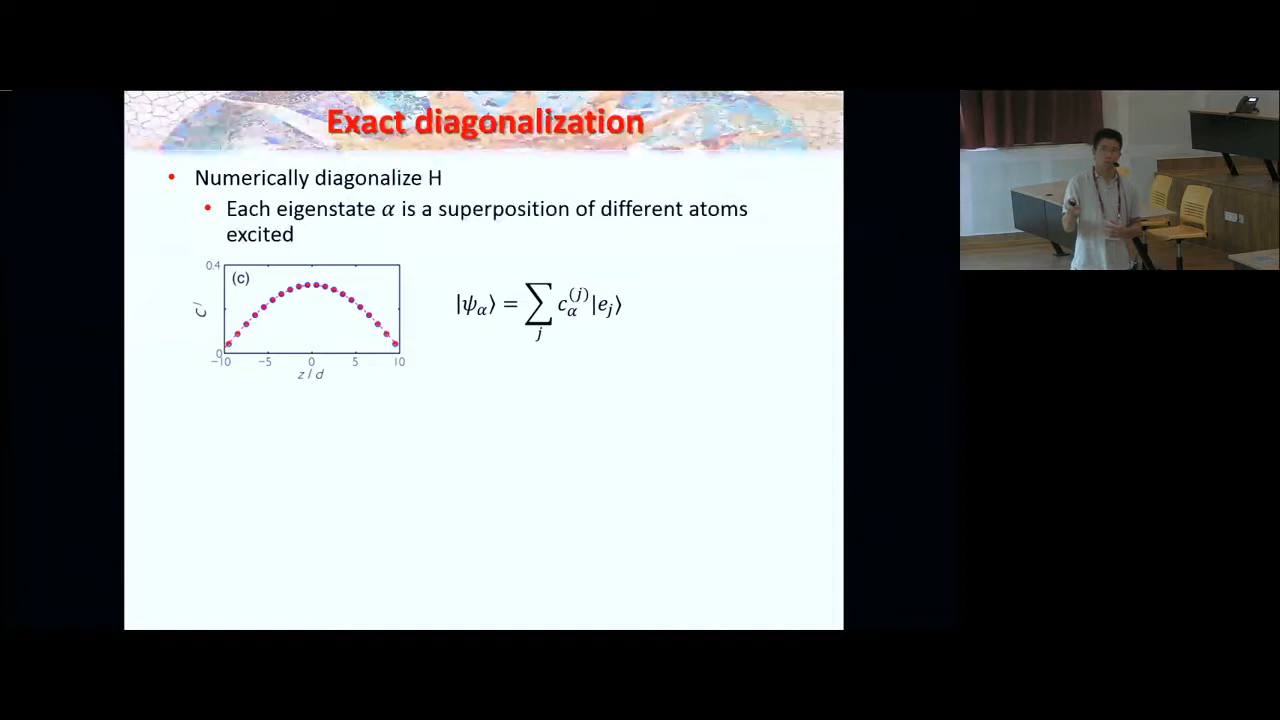 Exact diagonalization
• Numerically diagonalize H
• Each eigenstate α is a superposition of different atoms
excited
(c)
0.4
0
c^j
−10 −5 0 5 10
z / d
|ψ_α⟩ = ∑_j c_α^(j) |e_j⟩